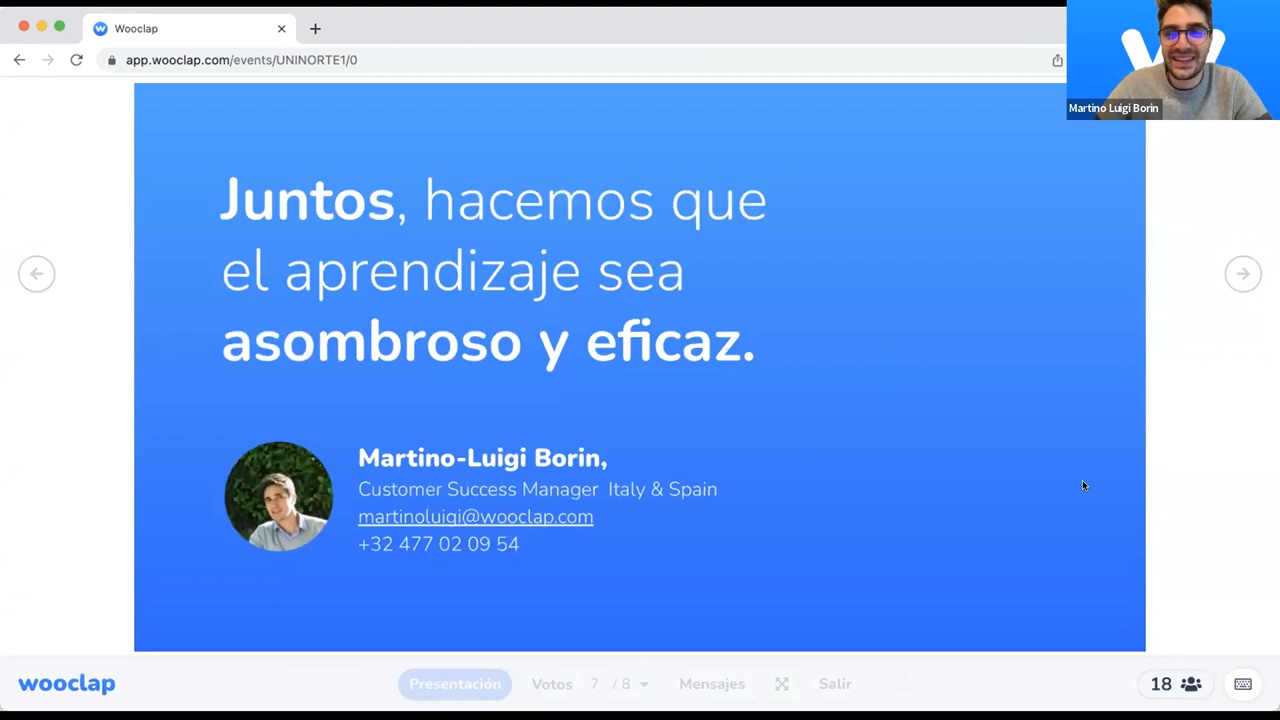 Wooclap
app.wooclap.com/events/UNINORTE1/0
Martino Luigi Borin
Juntos, hacemos que
el aprendizaje sea
asombroso y eficaz.
Martino-Luigi Borin,
Customer Success Manager Italy & Spain
martinoluigi@wooclap.com
+32 477 02 09 54
wooclap
Presentación Votos 7 / 8 Mensajes Salir
18